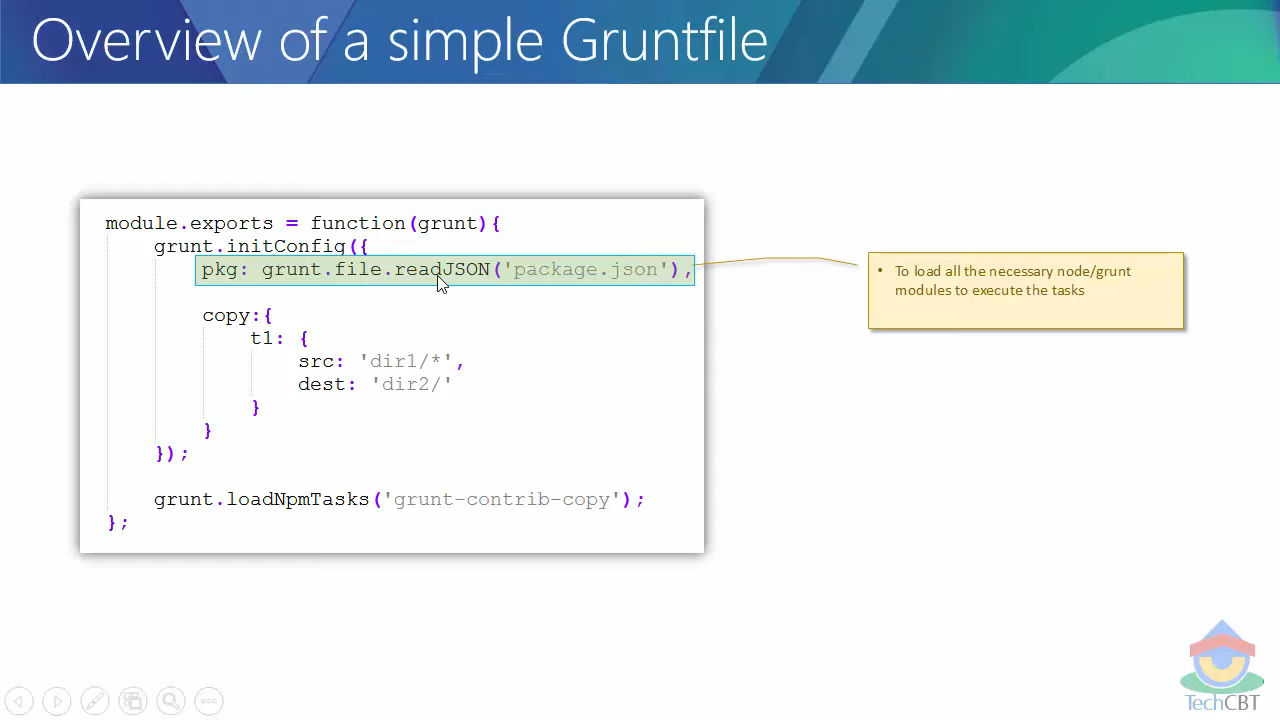 Overview of a simple Gruntfile
module.exports = function(grunt){
grunt.initConfig({
pkg: grunt.file.readJSON('package.json'),
• To load all the necessary node/grunt
modules to execute the tasks
copy:{
t1: {
src: 'dir1/*',
dest: 'dir2/'
}
}
});
grunt.loadNpmTasks('grunt-contrib-copy');
};
TechCBT